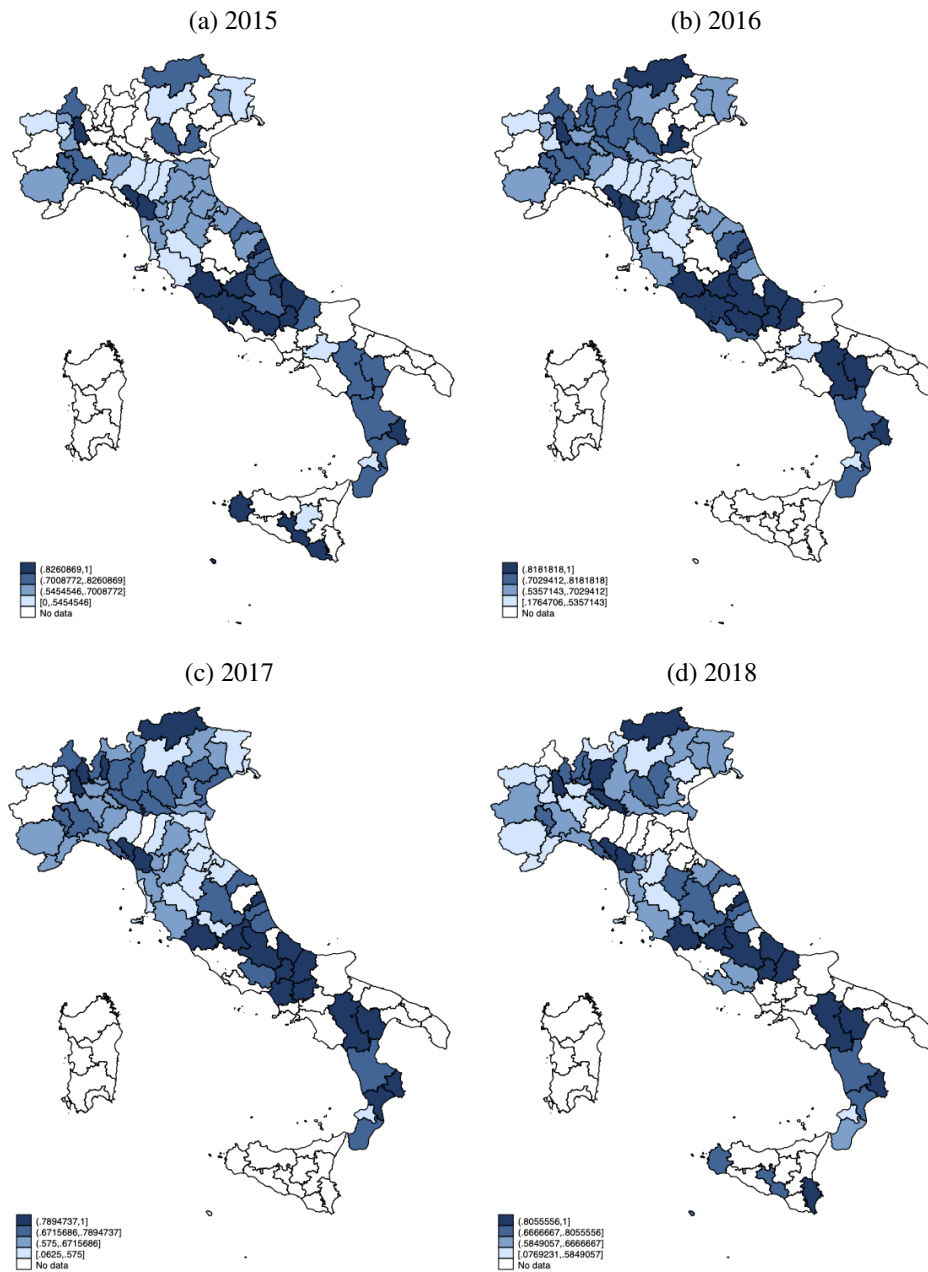 (a) 2015
(b) 2016
(.8260869,1]
(.7008772,.8260869]
(.5454546,.7008772]
[0,.5454546]
No data
(.8181818,1]
(.7029412,.8181818]
(.5357143,.7029412]
[.1764706,.5357143]
No data
(c) 2017
(d) 2018
(.7894737,1]
(.6715686,.7894737]
(.575,.6715686]
[.0625,.575]
No data
(.8055556,1]
(.6666667,.8055556]
(.5849057,.6666667]
[.0769231,.5849057]
No data